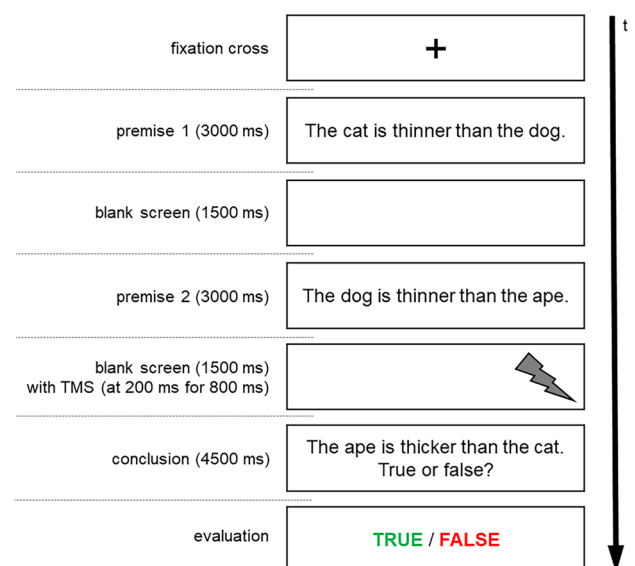 t
fixation cross
+
premise 1 (3000 ms)
The cat is thinner than the dog.
blank screen (1500 ms)
premise 2 (3000 ms)
The dog is thinner than the ape.
blank screen (1500 ms)
with TMS (at 200 ms for 800 ms)
conclusion (4500 ms)
The ape is thicker than the cat.
True or false?
evaluation
TRUE / FALSE